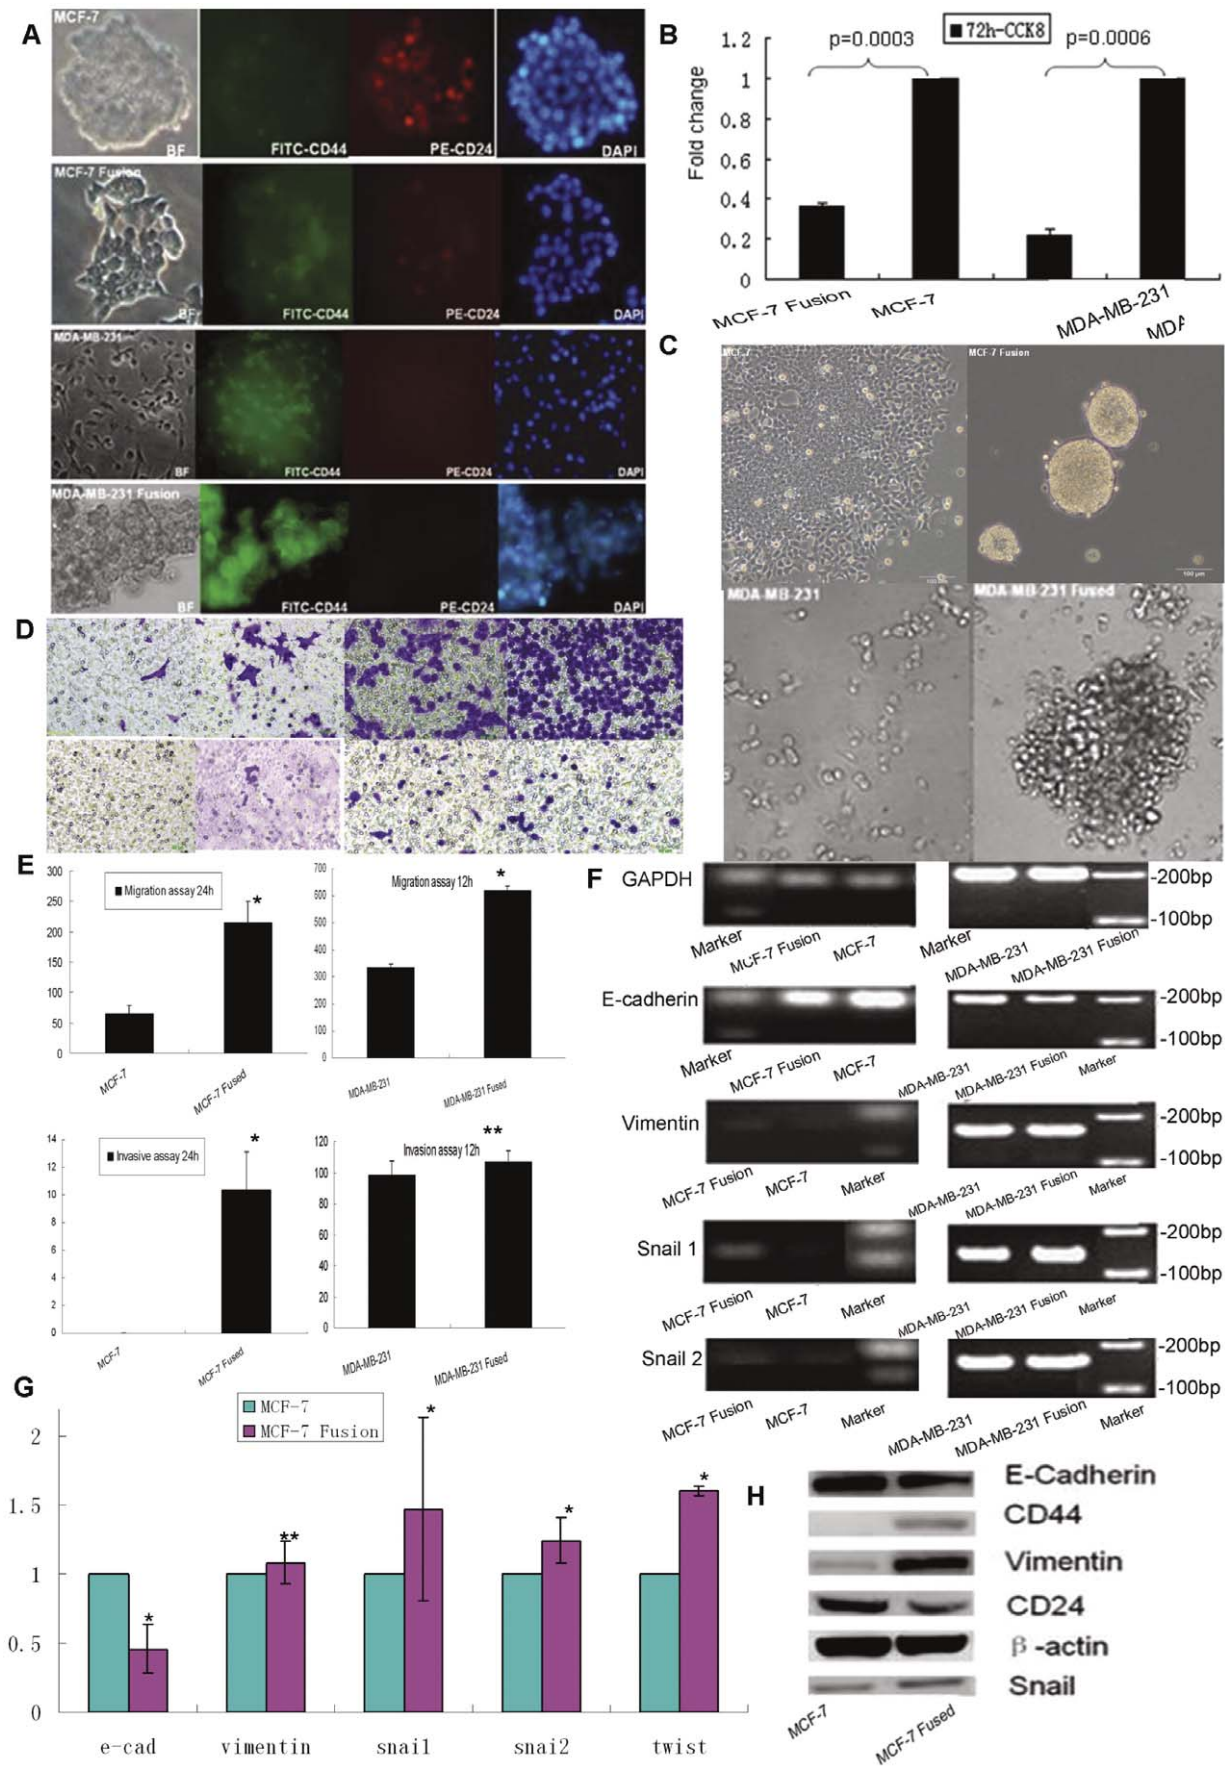 A
MCF-7
BF
FITC-CD44
PE-CD24
DAPI
MCF-7 Fusion
BF
FITC-CD44
PE-CD24
DAPI
MDA-MB-231
BF
FITC-CD44
PE-CD24
DAPI
MDA-MB-231 Fusion
BF
FITC-CD44
PE-CD24
DAPI
B
72h-CCK8
p=0.0003
p=0.0006
Fold change
1.2
1
0.8
0.6
0.4
0.2
0
MCF-7 Fusion
MCF-7
MDA-MB-231
MDA
C
MCF-7
MCF-7 Fusion
100 μm
MDA-MB-231
MDA-MB-231 Fused
D
E
300
250
200
150
100
50
0
Migration assay 24h
*
MCF-7
MCF-7 Fused
700
600
500
400
300
200
100
0
Migration assay 12h
*
MDA-MB-231
MDA-MB-231 Fused
14
12
10
8
6
4
2
0
Invasive assay 24h
*
MCF-7
MCF-7 Fused
120
100
80
60
40
20
0
Invasion assay 12h
**
MDA-MB-231
MDA-MB-231 Fused
F
GAPDH
-200bp
-100bp
Marker
MCF-7 Fusion
MCF-7
Marker
MDA-MB-231
MDA-MB-231 Fusion
E-cadherin
-200bp
-100bp
Marker
MCF-7 Fusion
MCF-7
MDA-MB-231
MDA-MB-231 Fusion
Marker
Vimentin
-200bp
-100bp
MCF-7 Fusion
MCF-7
Marker
MDA-MB-231
MDA-MB-231 Fusion
Marker
Snail 1
-200bp
-100bp
MCF-7 Fusion
MCF-7
Marker
MDA-MB-231
MDA-MB-231 Fusion
Marker
Snail 2
-200bp
-100bp
MCF-7 Fusion
MCF-7
Marker
MDA-MB-231
MDA-MB-231 Fusion
Marker
G
MCF-7
MCF-7 Fusion
2
1.5
1
0.5
0
*
**
*
*
*
e-cad
vimentin
snai1
snai2
twist
H
E-Cadherin
CD44
Vimentin
CD24
β-actin
Snail
MCF-7
MCF-7 Fused